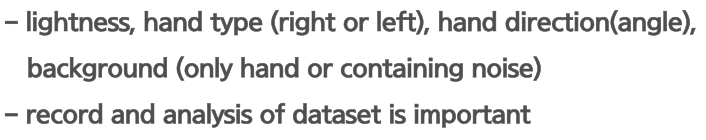 – lightness, hand type (right or left), hand direction(angle),
background (only hand or containing noise)
– record and analysis of dataset is important